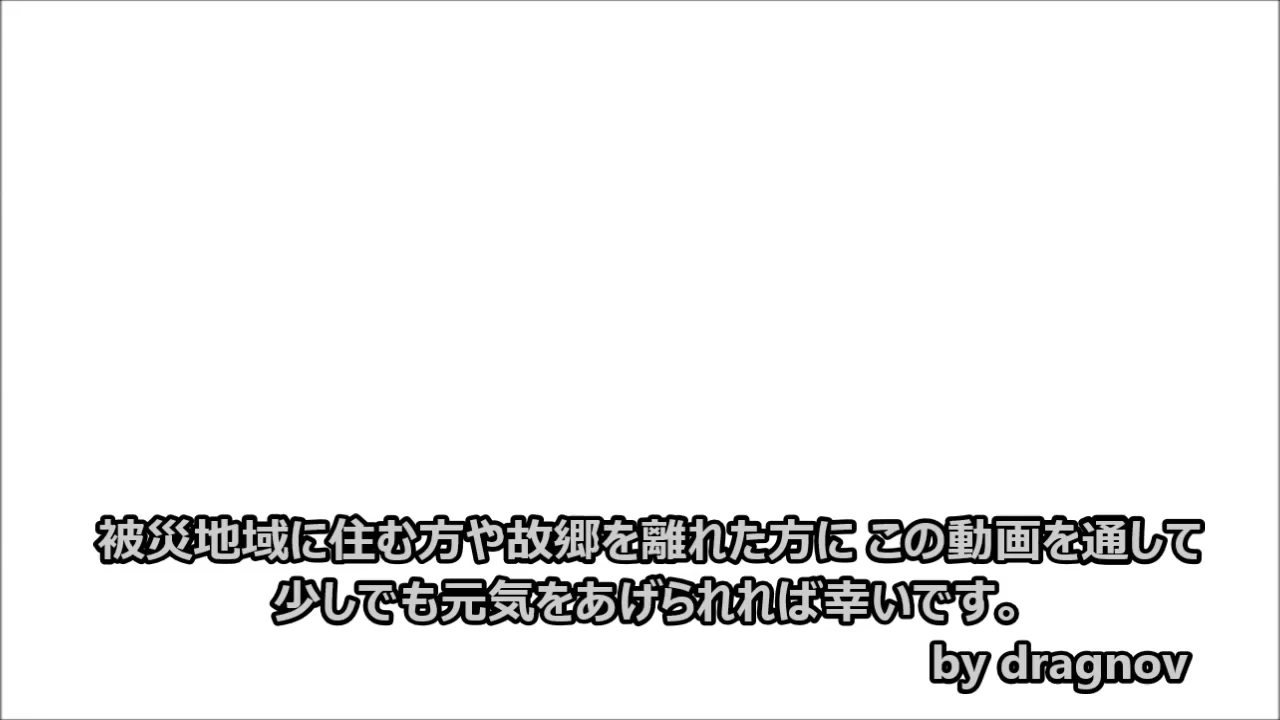 被災地域に住む方や故郷を離れた方に この動画を通して
少しでも元気をあげられれば幸いです。
by dragnov